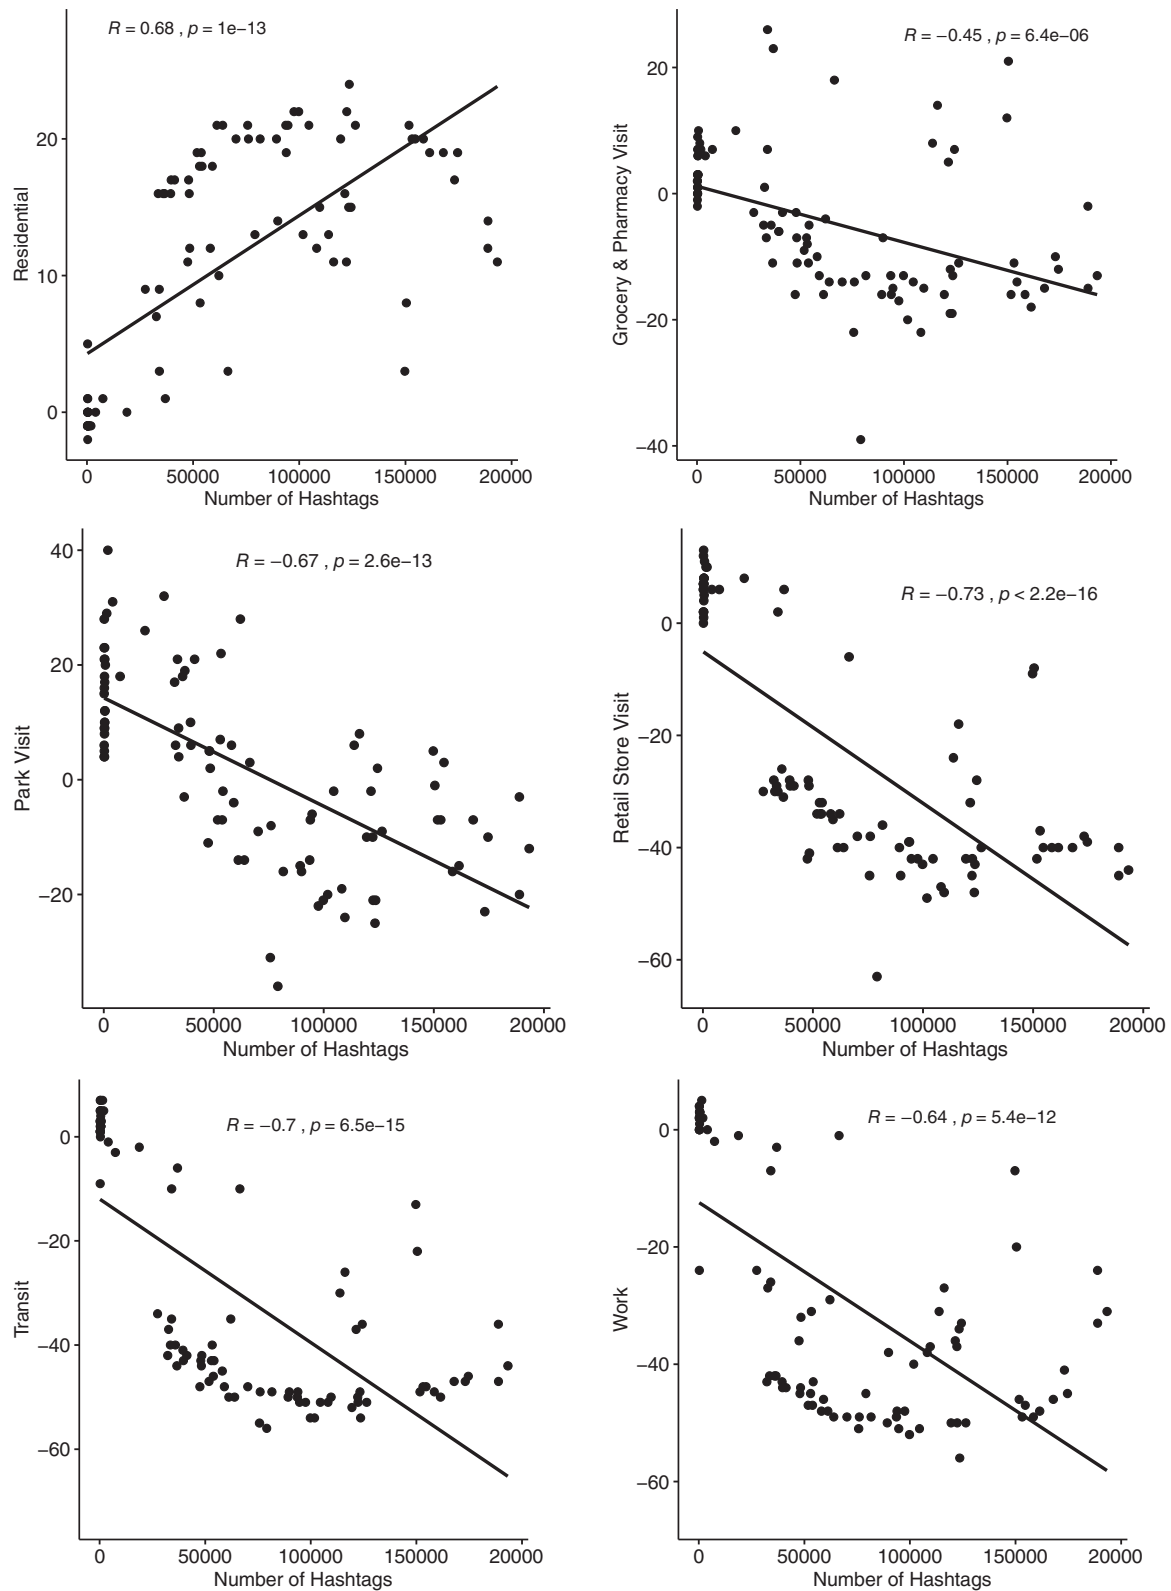 R = 0.68 , p = 1e−13
20
10
0
Residential
0 50000 100000 150000 20000
Number of Hashtags
R = −0.45 , p = 6.4e−06
20
0
−20
−40
Grocery & Pharmacy Visit
0 50000 100000 150000 20000
Number of Hashtags
R = −0.67 , p = 2.6e−13
40
20
0
−20
Park Visit
0 50000 100000 150000 20000
Number of Hashtags
R = −0.73 , p < 2.2e−16
0
−20
−40
−60
Retail Store Visit
0 50000 100000 150000 20000
Number of Hashtags
R = −0.7 , p = 6.5e−15
0
−20
−40
−60
Transit
0 50000 100000 150000 20000
Number of Hashtags
R = −0.64 , p = 5.4e−12
0
−20
−40
−60
Work
0 50000 100000 150000 20000
Number of Hashtags